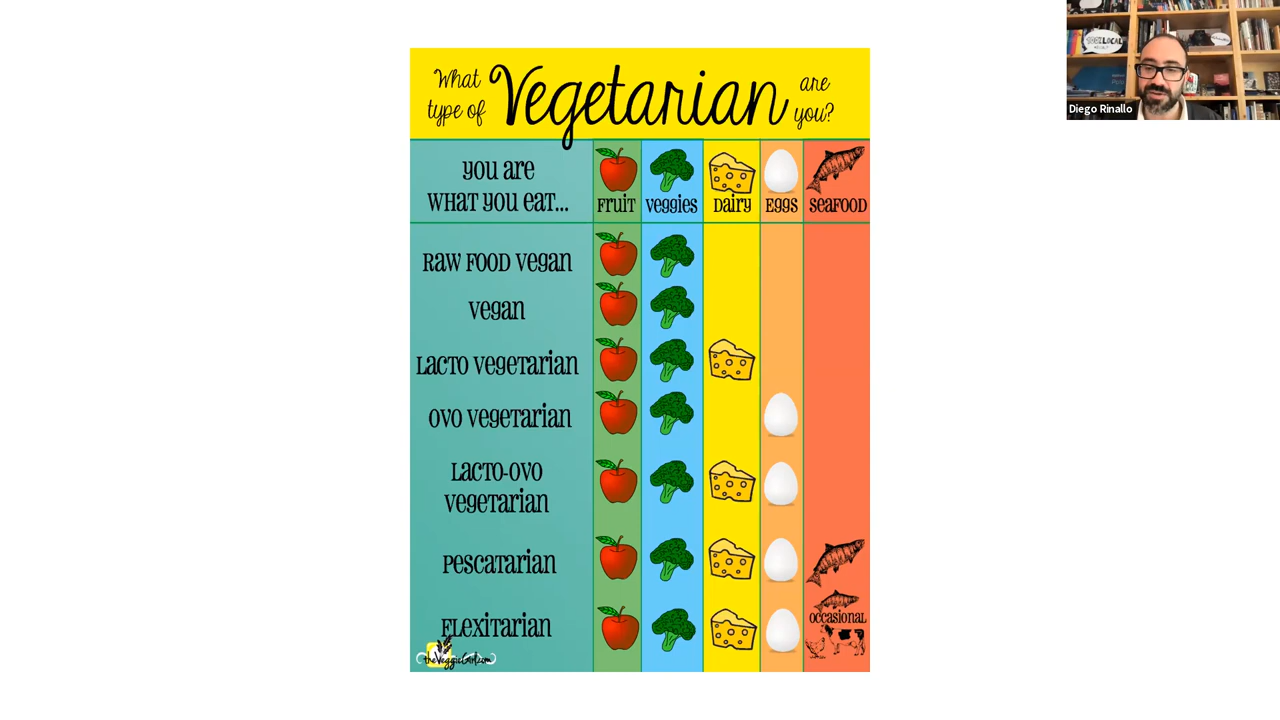 What type of Vegetarian are you?
you are
what you eat...
Fruit veggies Dairy Eggs Seafood
Raw Food vegan
vegan
Lacto vegetarian
ovo vegetarian
Lacto-ovo
vegetarian
Pescatarian
Flexitarian
occasional
theVeggieGirl.com
Diego Rinallo
LOCAL